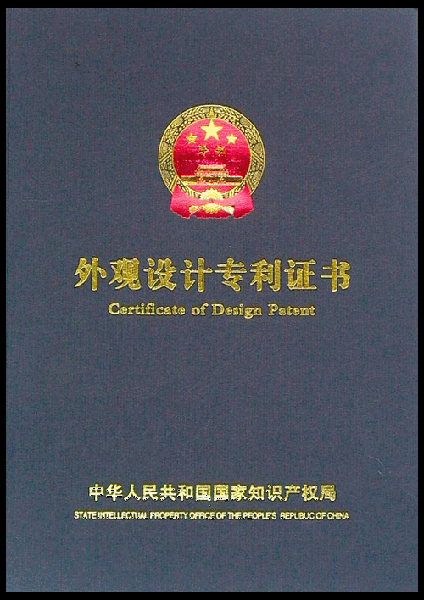 外观设计专利证书
Certificate of Design Patent
中华人民共和国国家知识产权局
STATE INTELLECTUAL PROPERTY OFFICE OF THE PEOPLE'S REPUBLIC OF CHINA